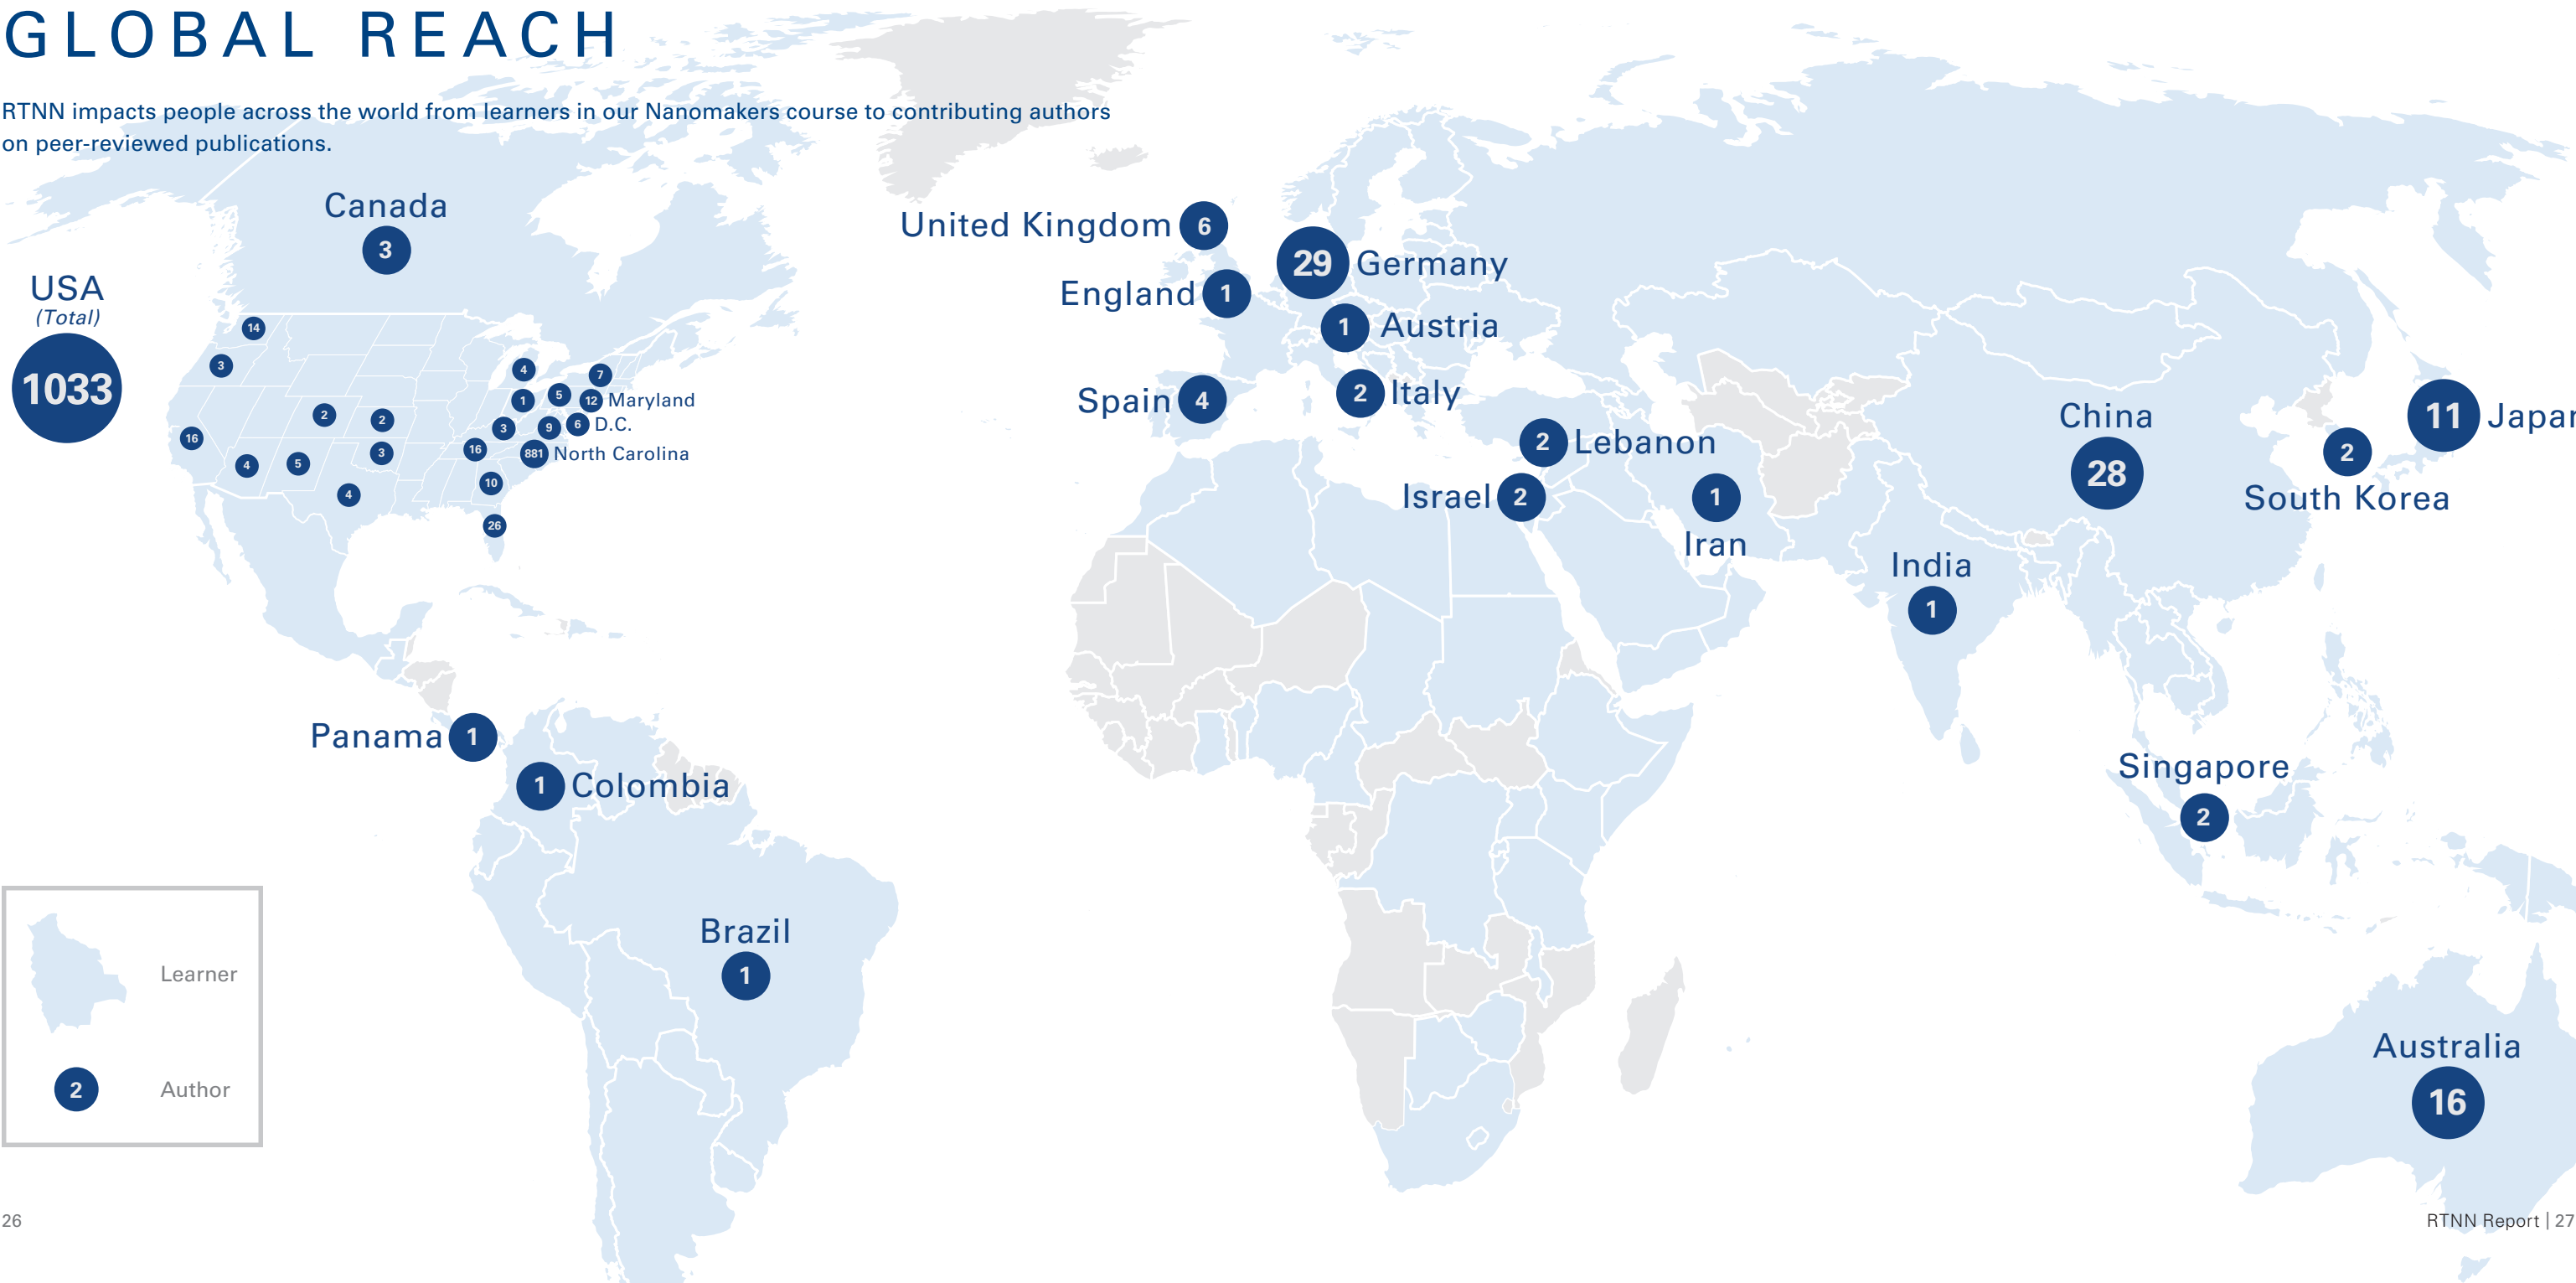 GLOBAL REACH
RTNN impacts people across the world from learners in our Nanomakers course to contributing authors
on peer-reviewed publications.
Canada
3
USA
(Total)
1033
14
3
16
4
5
2
2
3
4
4
1
5
7
12 Maryland
3
9
6 D.C.
16
881 North Carolina
10
26
Panama 1
1 Colombia
Brazil
1
United Kingdom 6
29 Germany
England 1
1 Austria
Spain 4
2 Italy
2 Lebanon
Israel 2
1
Iran
India
1
China
28
11 Japa
2
South Korea
Singapore
2
Australia
16
Learner
2 Author
26
RTNN Report | 27